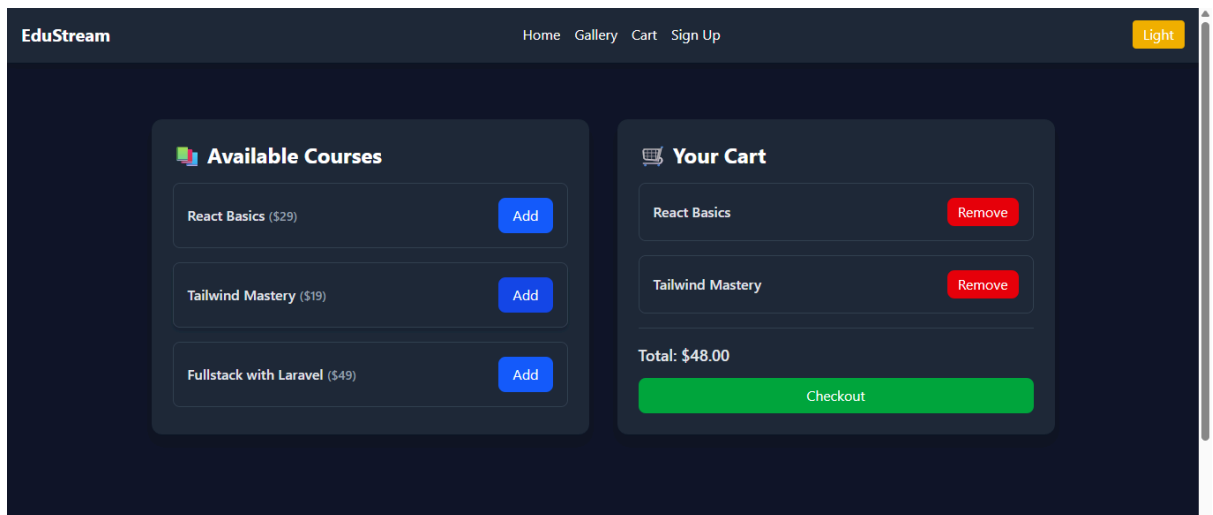 EduStream
Home Gallery Cart Sign Up
Light
Available Courses
React Basics ($29)
Add
Tailwind Mastery ($19)
Add
Fullstack with Laravel ($49)
Add
Your Cart
React Basics
Remove
Tailwind Mastery
Remove
Total: $48.00
Checkout